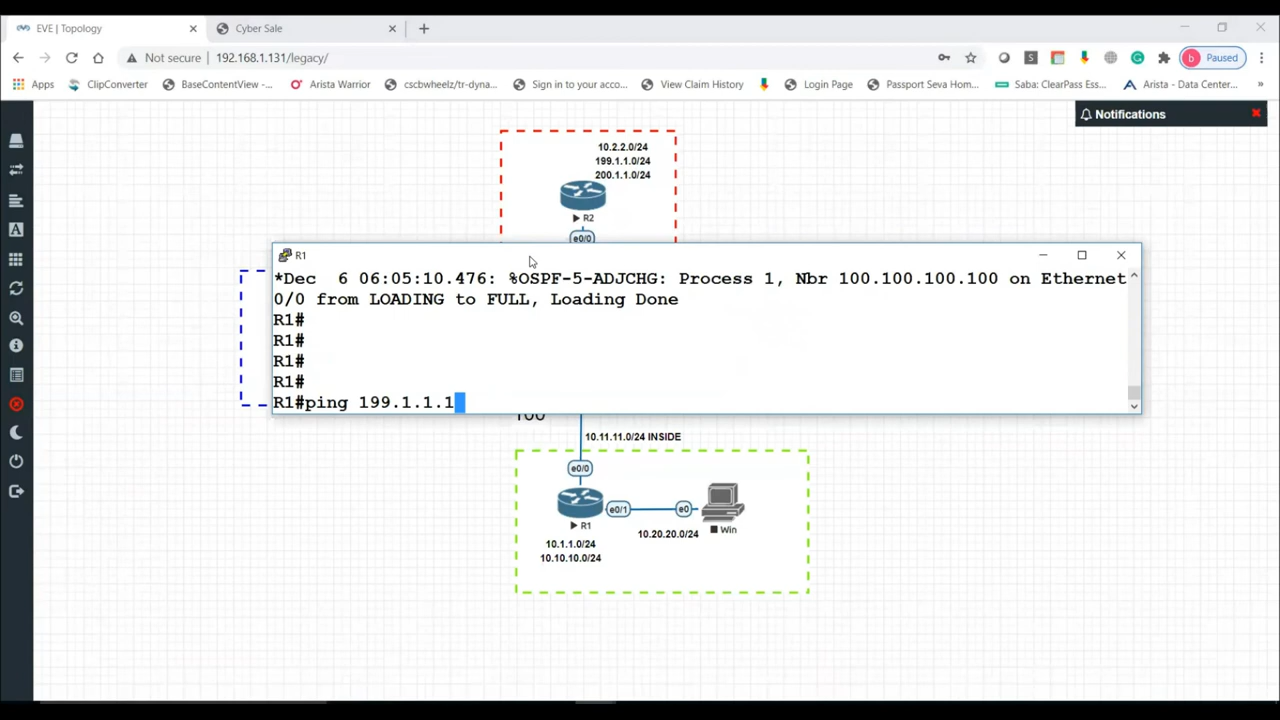 EVE | Topology
Cyber Sale
Not secure | 192.168.1.131/legacy/
b Paused
Apps
ClipConverter
BaseContentView -...
Arista Warrior
cscbwheelz/tr-dyna...
Sign in to your acco...
View Claim History
Login Page
Passport Seva Hom...
Saba: ClearPass Ess...
Arista - Data Center...
»
Notifications
10.2.2.0/24
199.1.1.0/24
200.1.1.0/24
R2
e0/0
R1
*Dec  6 06:05:10.476: %OSPF-5-ADJCHG: Process 1, Nbr 100.100.100.100 on Ethernet
0/0 from LOADING to FULL, Loading Done
R1#
R1#
R1#
R1#
R1#ping 199.1.1.1
100
10.11.11.0/24 INSIDE
e0/0
e0/1
e0
R1
Win
10.20.20.0/24
10.1.1.0/24
10.10.10.0/24